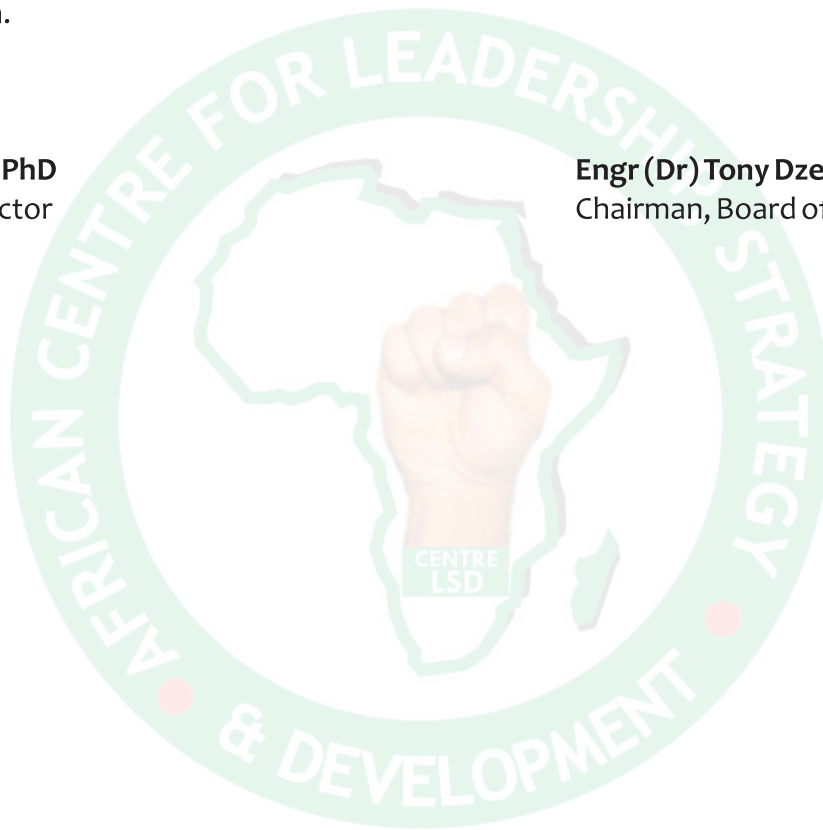 .
PhD
ctor
Engr (Dr) Tony Dze
Chairman, Board of
AFRICAN CENTRE FOR LEADERSHIP STRATEGY
& DEVELOPMENT
CENTRE
LSD